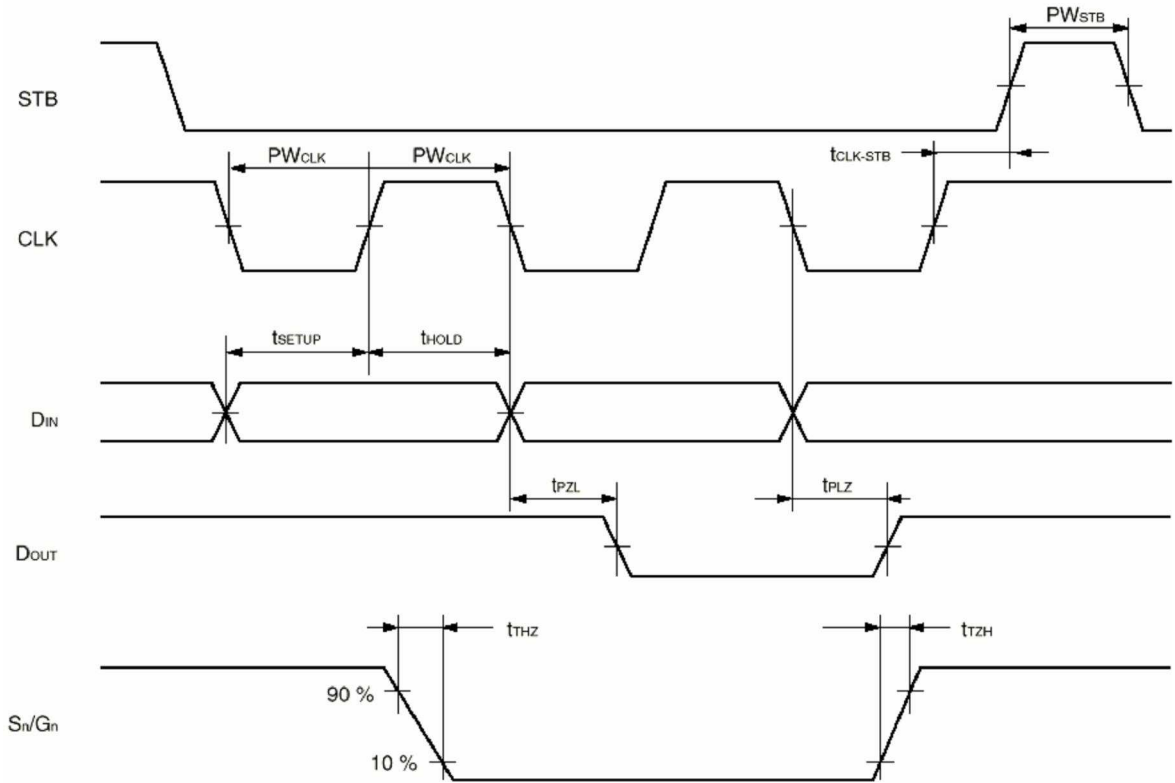 PWSTB
STB
tCLK-STB
PWCLK PWCLK
CLK
tSETUP tHOLD
DIN
tPZL tPLZ
DOUT
tTHZ tTZH
90 %
Sn/Gn
10 %